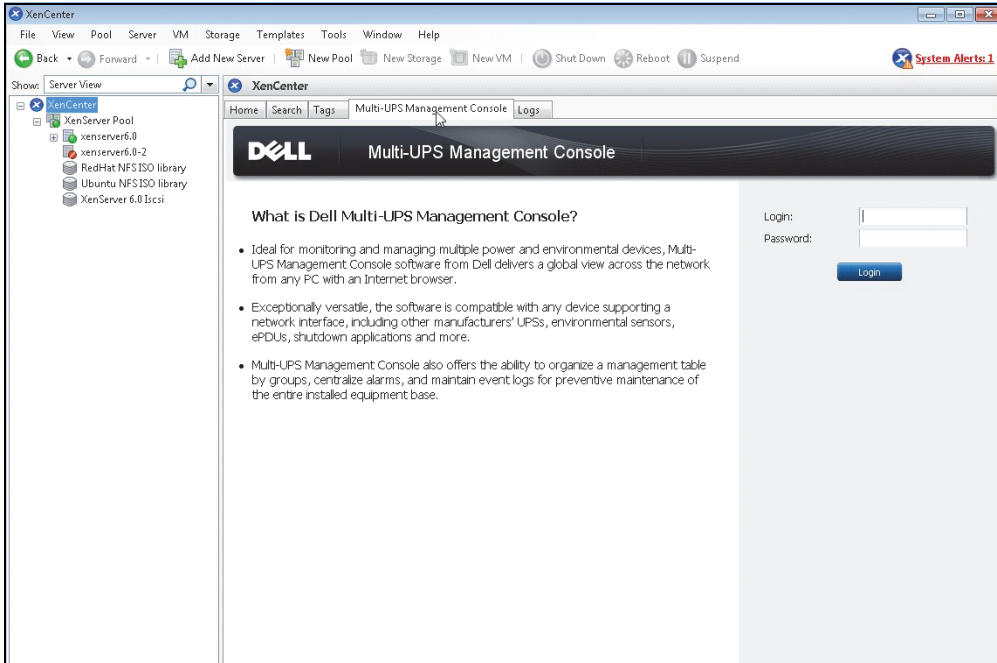 XenCenter
File View Pool Server VM Storage Templates Tools Window Help
Back Forward Add New Server New Pool New Storage New VM Shut Down Reboot Suspend System Alerts: 1
Show: Server View
XenCenter
XenCenter
XenServer Pool
xenserver6.0
xenserver6.0-2
RedHat NFS ISO library
Ubuntu NFS ISO library
XenServer 6.0 Iscsi
Home Search Tags Multi-UPS Management Console Logs
DELL Multi-UPS Management Console
What is Dell Multi-UPS Management Console?
• Ideal for monitoring and managing multiple power and environmental devices, Multi-
UPS Management Console software from Dell delivers a global view across the network
from any PC with an Internet browser.
• Exceptionally versatile, the software is compatible with any device supporting a
network interface, including other manufacturers' UPSs, environmental sensors,
ePDUs, shutdown applications and more.
• Multi-UPS Management Console also offers the ability to organize a management table
by groups, centralize alarms, and maintain event logs for preventive maintenance of
the entire installed equipment base.
Login:
Password:
Login